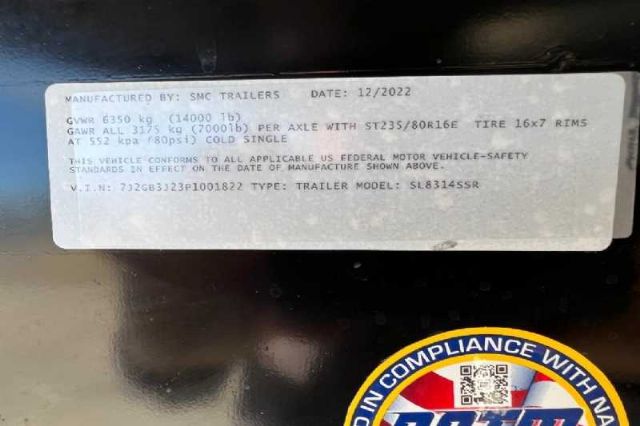 MANUFACTURED BY: SMC TRAILERS DATE: 12/2022
GVWR 6350 kg (14000 lb)
GAWR ALL 3175 kg (7000lb) PER AXLE WITH ST235/80R16E TIRE 16x7 RIMS
AT 552 kpa (80psi) COLD SINGLE
THIS VEHICLE CONFORMS TO ALL APPLICABLE US FEDERAL MOTOR VEHICLE-SAFETY
STANDARDS IN EFFECT ON THE DATE OF MANUFACTURE SHOWN ABOVE.
V.I.N: 7J2GB3J23P1001822 TYPE: TRAILER MODEL: SL8314SSR
IN COMPLIANCE WITH